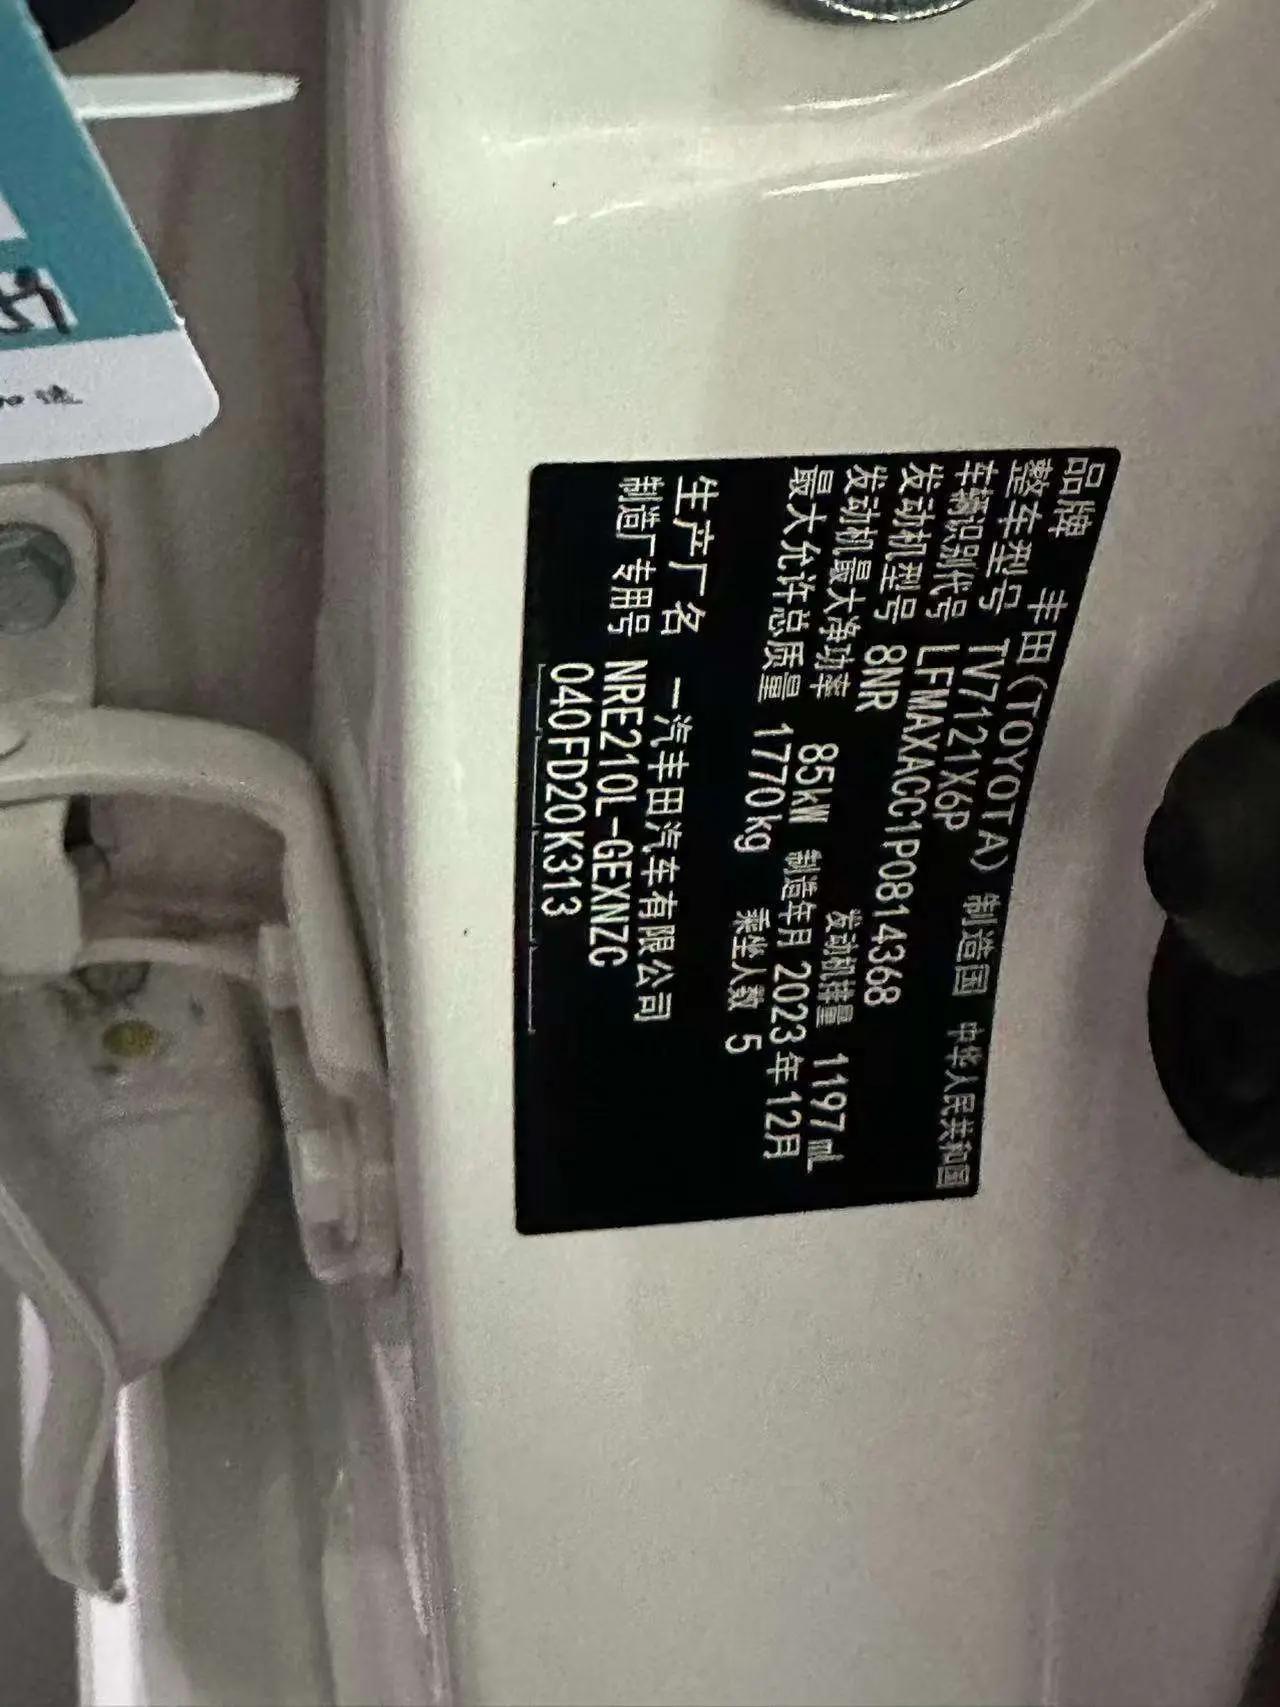 品牌 丰田(TOYOTA) 制造国 中华人民共和国
整车型号 TV7121X6P
车辆识别代号 LFMAXACC1P0814368
发动机型号 8NR 发动机排量 1197mL
发动机最大净功率 85kW 制造年月 2023年12月
最大允许总质量 1770kg 乘坐人数 5
生产厂名 一汽丰田汽车有限公司
制造厂专用号 NRE210L-GEXNZC
040FD20K313